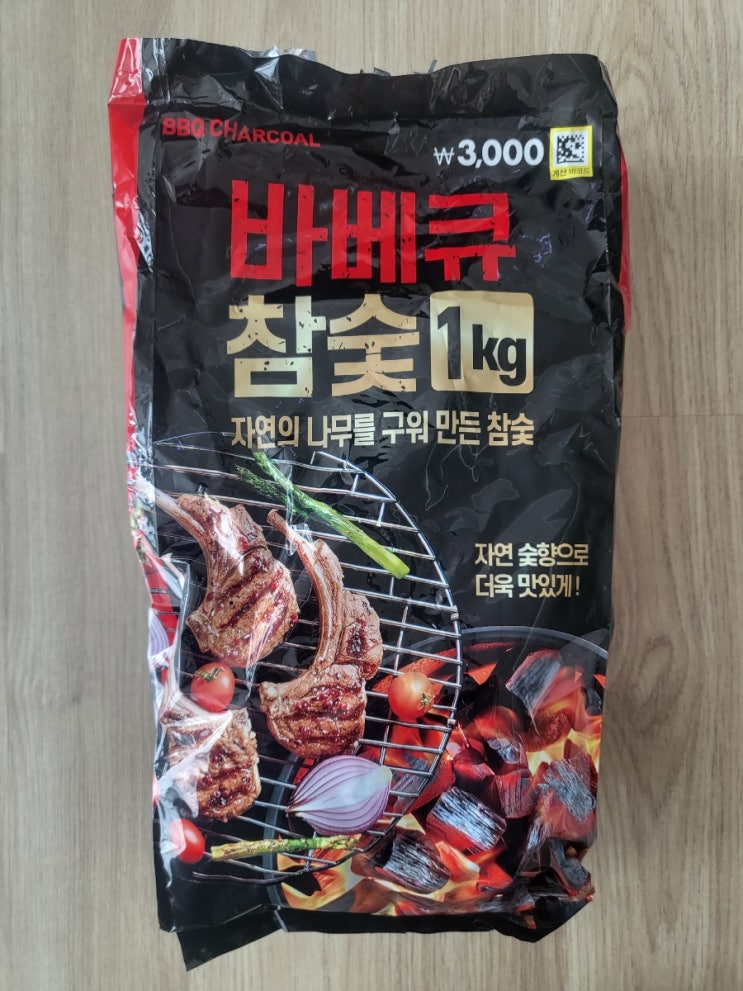 BBQ CHARCOAL
₩3,000
계산 바코드
바베큐
참숯 1kg
자연의 나무를 구워 만든 참숯
자연 숯향으로
더욱 맛있게!